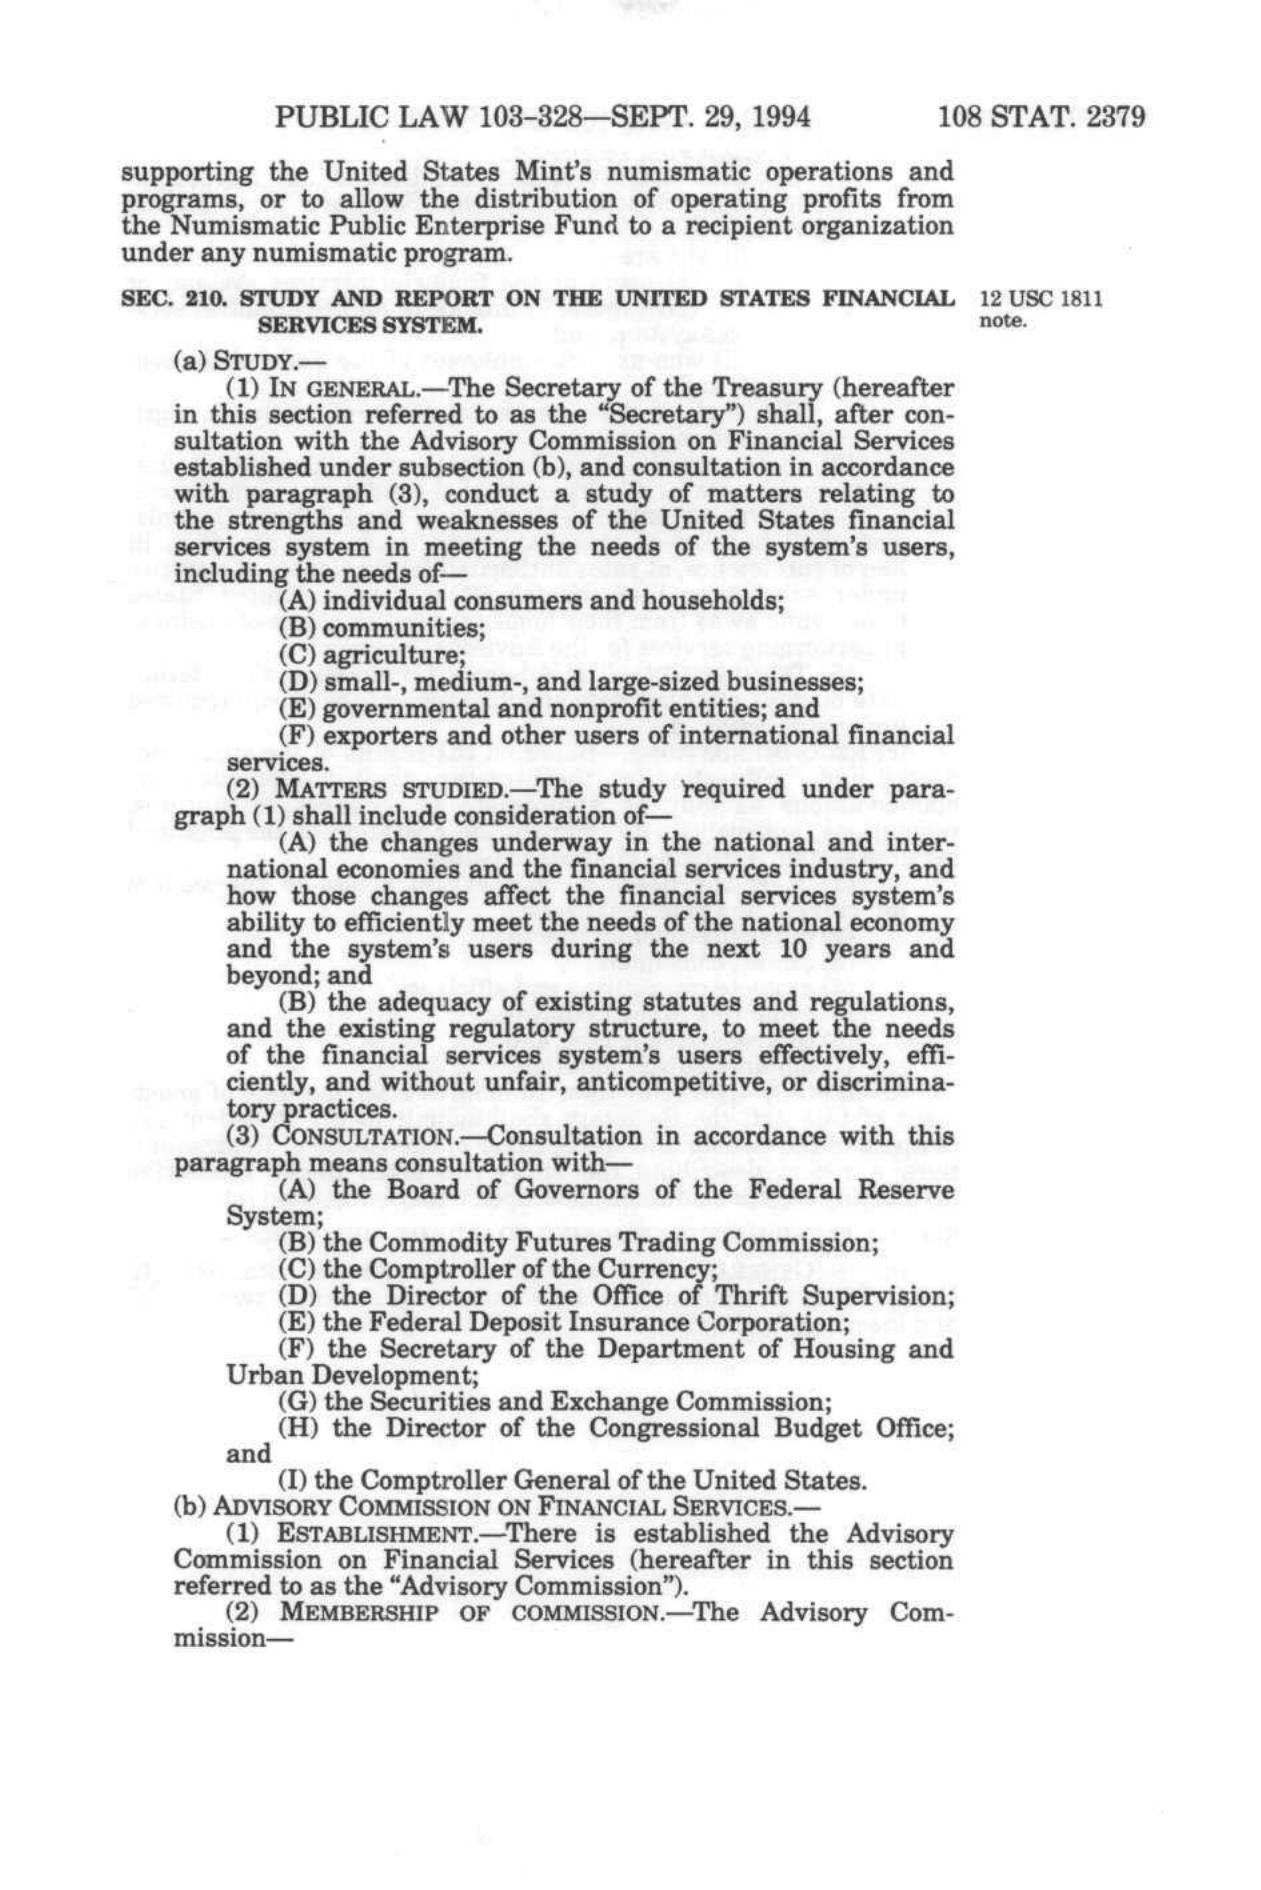 PUBLIC LAW 103–328—SEPT. 29, 1994 108 STAT. 2379
supporting the United States Mint's numismatic operations and
programs, or to allow the distribution of operating profits from
the Numismatic Public Enterprise Fund to a recipient organization
under any numismatic program.
SEC. 210. STUDY AND REPORT ON THE UNITED STATES FINANCIAL
SERVICES SYSTEM.
12 USC 1811
note.
(a) STUDY.—
(1) IN GENERAL.—The Secretary of the Treasury (hereafter
in this section referred to as the “Secretary”) shall, after con-
sultation with the Advisory Commission on Financial Services
established under subsection (b), and consultation in accordance
with paragraph (3), conduct a study of matters relating to
the strengths and weaknesses of the United States financial
services system in meeting the needs of the system's users,
including the needs of—
(A) individual consumers and households;
(B) communities;
(C) agriculture;
(D) small-, medium-, and large-sized businesses;
(E) governmental and nonprofit entities; and
(F) exporters and other users of international financial
services.
(2) MATTERS STUDIED.—The study required under para-
graph (1) shall include consideration of—
(A) the changes underway in the national and inter-
national economies and the financial services industry, and
how those changes affect the financial services system's
ability to efficiently meet the needs of the national economy
and the system's users during the next 10 years and
beyond; and
(B) the adequacy of existing statutes and regulations,
and the existing regulatory structure, to meet the needs
of the financial services system's users effectively, effi-
ciently, and without unfair, anticompetitive, or discrimina-
tory practices.
(3) CONSULTATION.—Consultation in accordance with this
paragraph means consultation with—
(A) the Board of Governors of the Federal Reserve
System;
(B) the Commodity Futures Trading Commission;
(C) the Comptroller of the Currency;
(D) the Director of the Office of Thrift Supervision;
(E) the Federal Deposit Insurance Corporation;
(F) the Secretary of the Department of Housing and
Urban Development;
(G) the Securities and Exchange Commission;
(H) the Director of the Congressional Budget Office;
and
(I) the Comptroller General of the United States.
(b) ADVISORY COMMISSION ON FINANCIAL SERVICES.—
(1) ESTABLISHMENT.—There is established the Advisory
Commission on Financial Services (hereafter in this section
referred to as the “Advisory Commission”).
(2) MEMBERSHIP OF COMMISSION.—The Advisory Com-
mission—